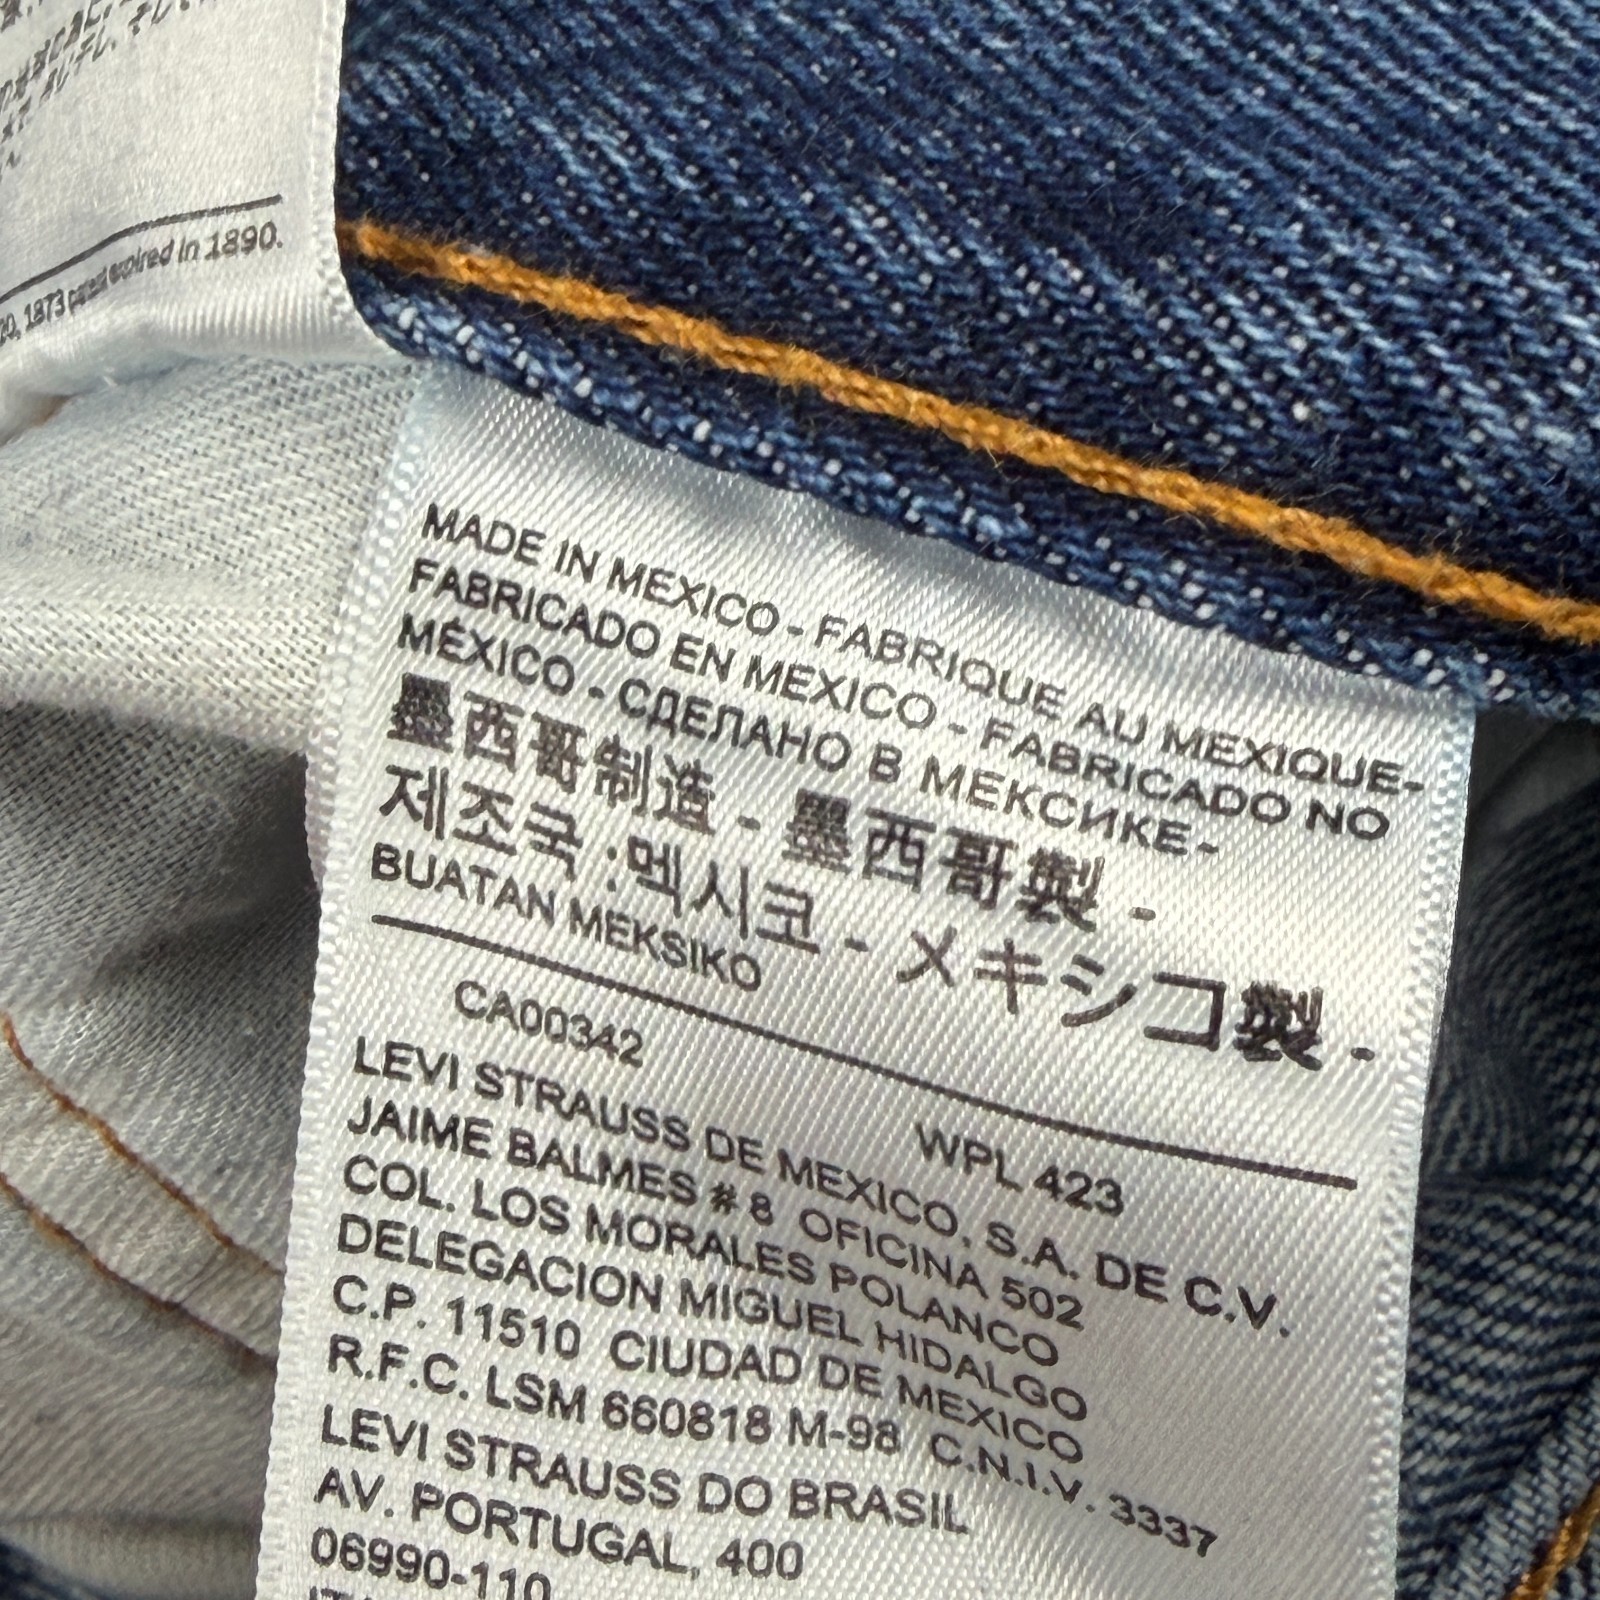 20, 1873 patent expired in 1890.
MADE IN MEXICO - FABRIQUE AU MEXIQUE-
FABRICADO EN MEXICO - FABRICADO NO
MÉXICO - СДЕЛАНО В МЕКСИКЕ -
墨西哥制造 - 墨西哥製 -
제조국 :멕시코 - メキシコ製 -
BUATAN MEKSIKO
CA00342 WPL 423
LEVI STRAUSS DE MEXICO, S.A. DE C.V.
JAIME BALMES # 8 OFICINA 502
COL. LOS MORALES POLANCO
DELEGACION MIGUEL HIDALGO
C.P. 11510 CIUDAD DE MEXICO
R.F.C. LSM 660818 M-98 C.N.I.V. 3337
LEVI STRAUSS DO BRASIL
AV. PORTUGAL, 400
06990-110